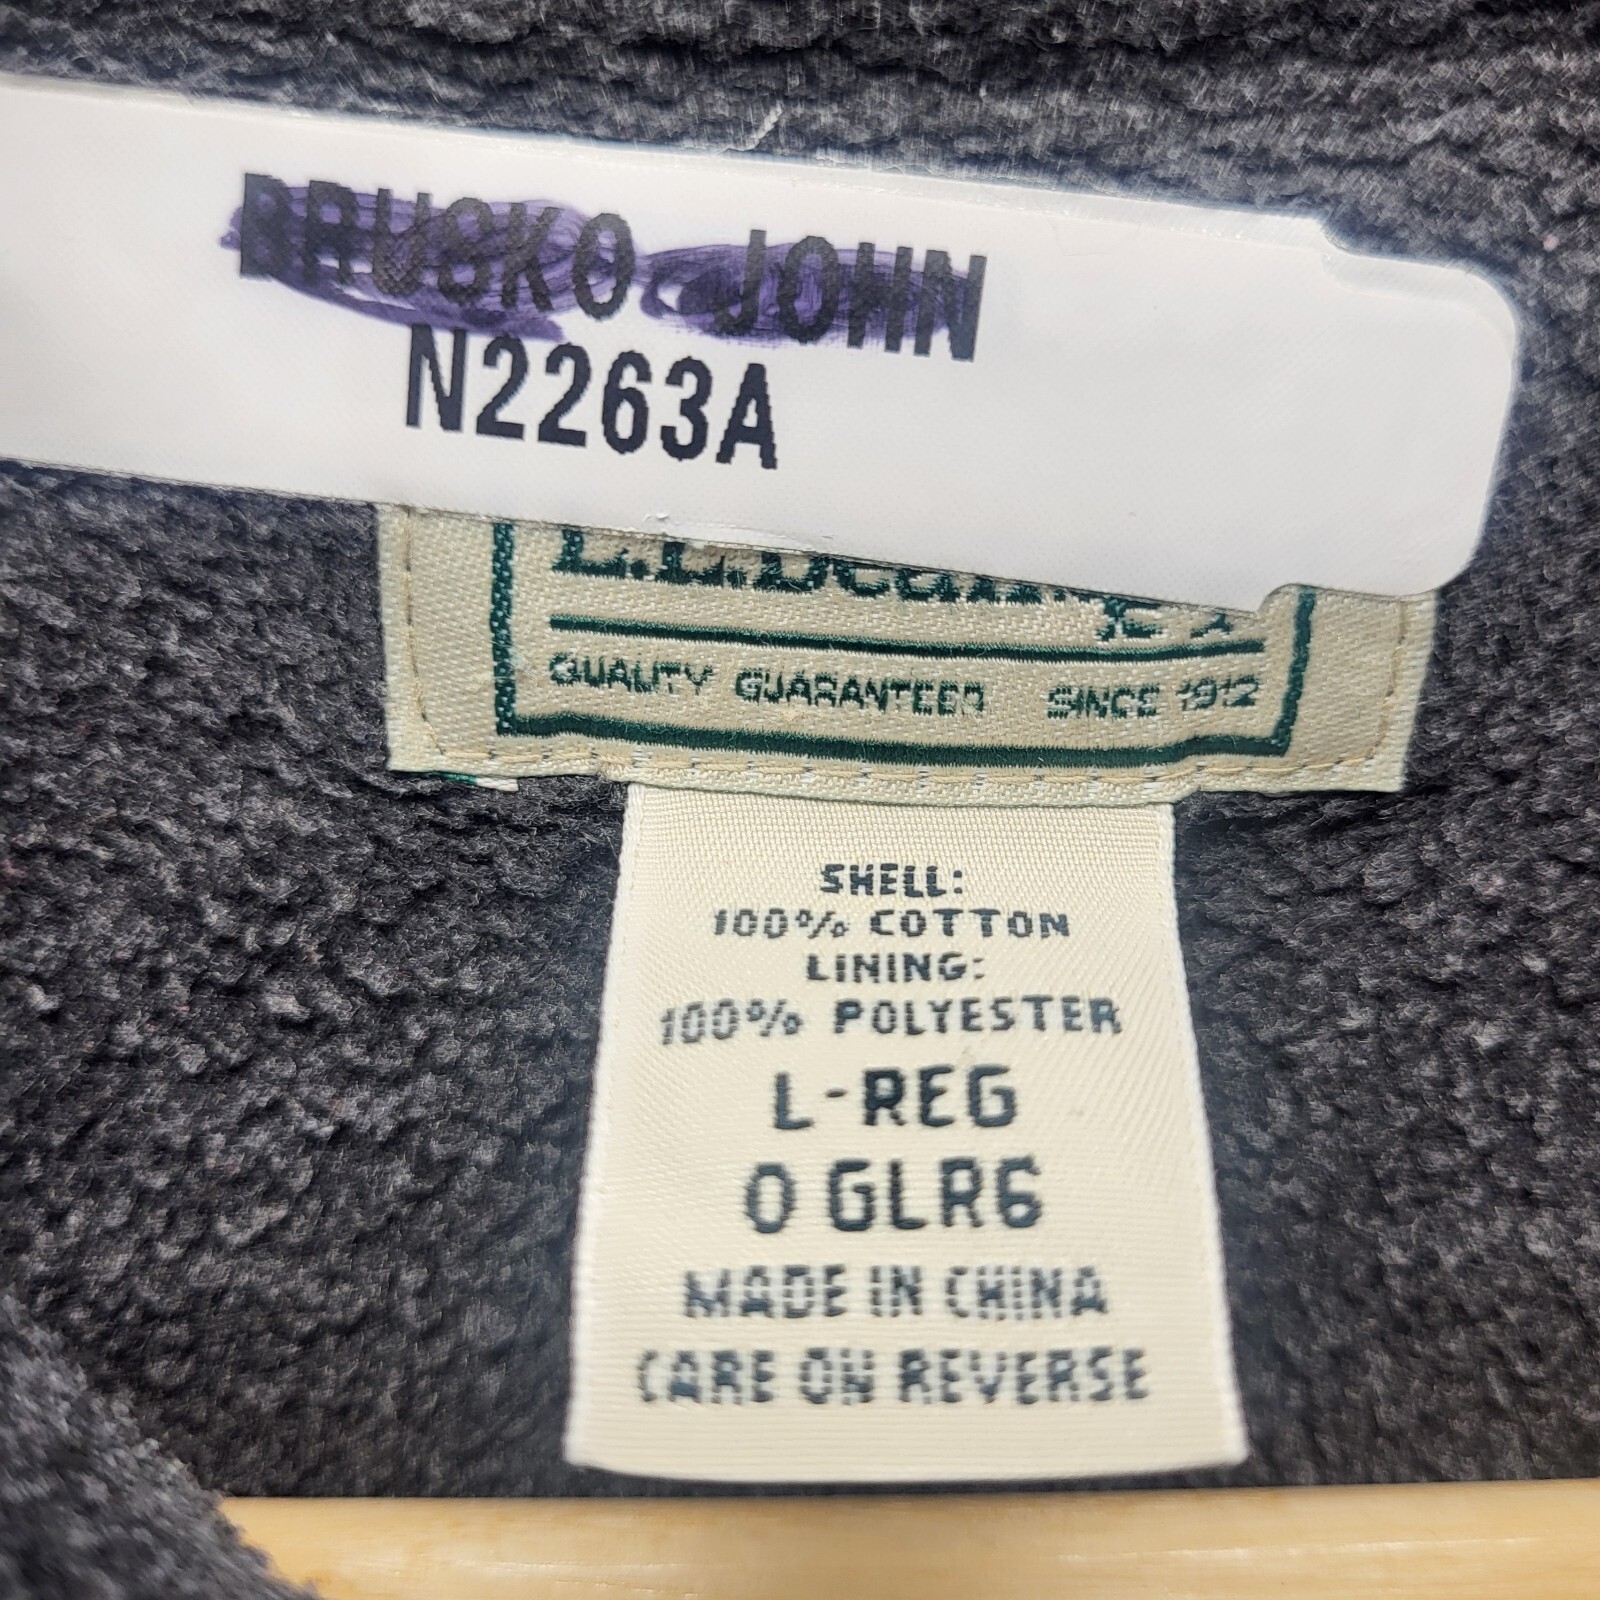 JOHN
N2263A
L.L.Bean
QUALITY GUARANTEED SINCE 1912
SHELL:
100% COTTON
LINING:
100% POLYESTER
L-REG
0 GLR6
MADE IN CHINA
CARE ON REVERSE